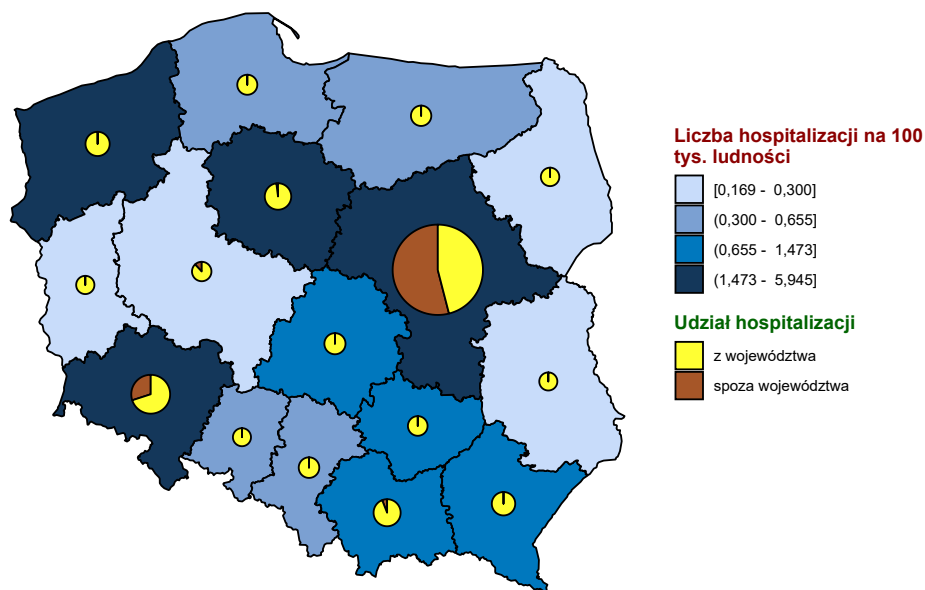 Liczba hospitalizacji na 100
tys. ludności
[0,169 - 0,300]
(0,300 - 0,655]
(0,655 - 1,473]
(1,473 - 5,945]
Udział hospitalizacji
z województwa
spoza województwa